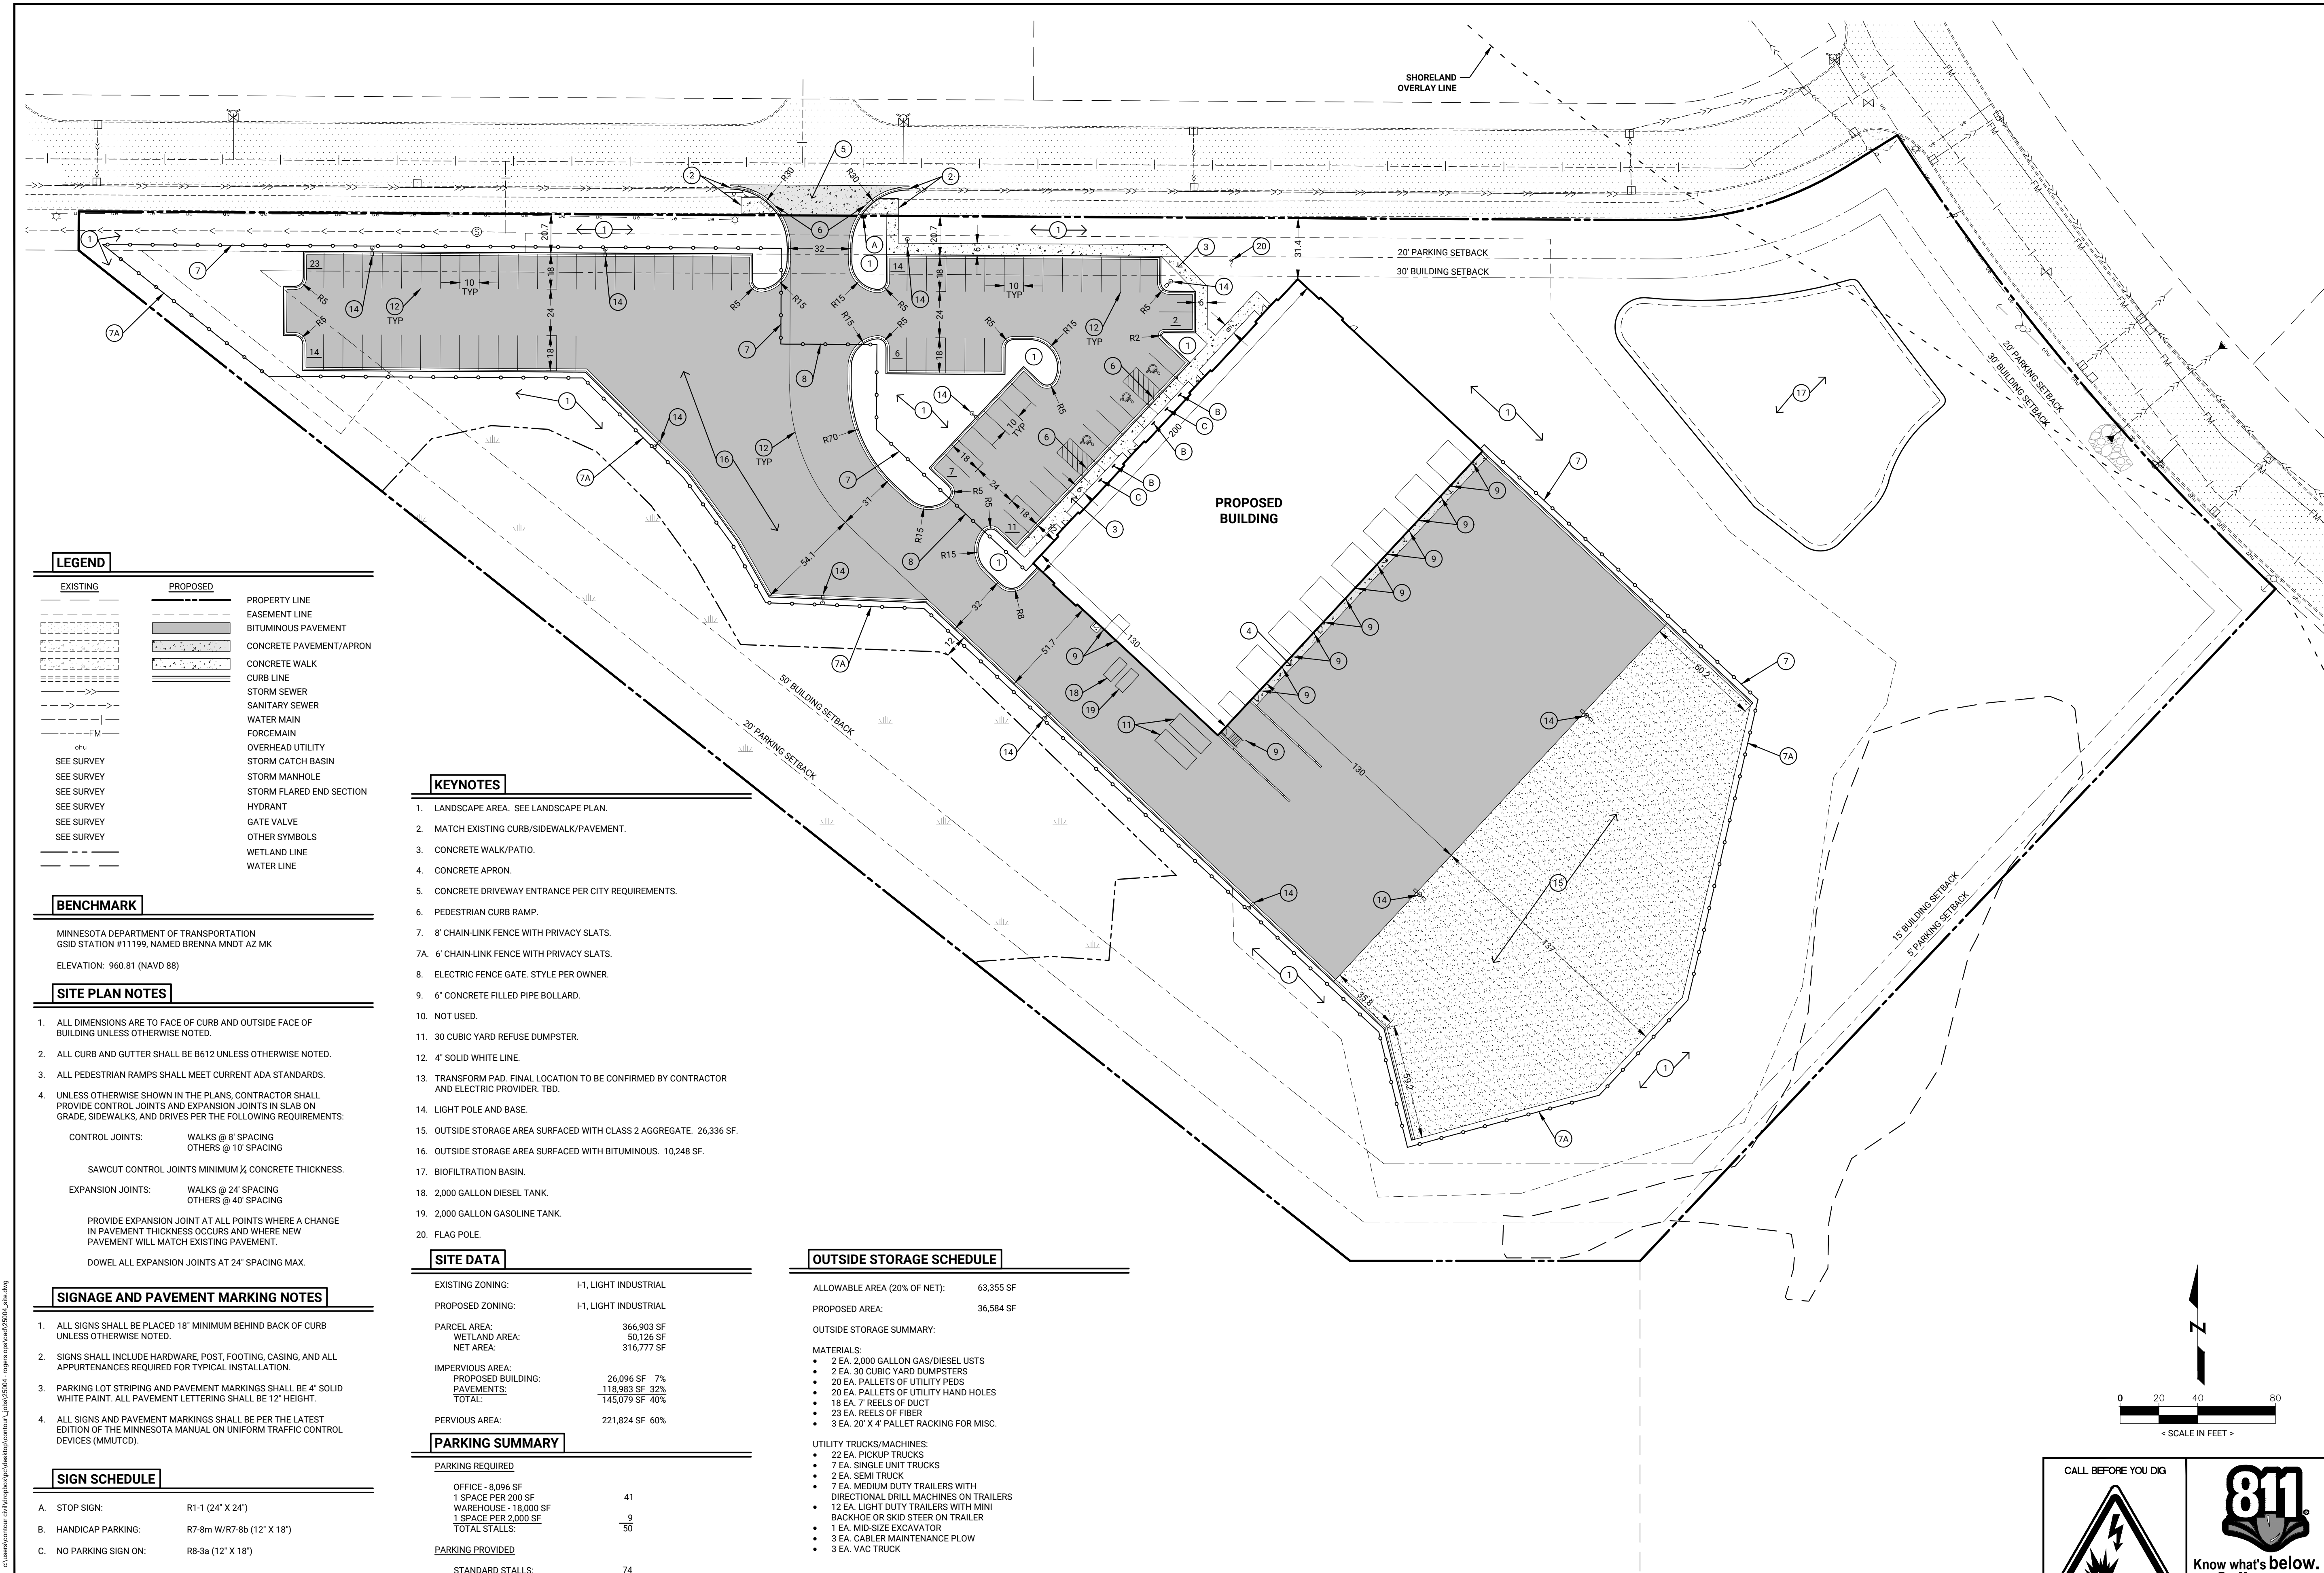 SHORELAND
OVERLAY LINE
20' PARKING SETBACK
30' BUILDING SETBACK
20' PARKING SETBACK
30' BUILDING SETBACK
PROPOSED
BUILDING
50' BUILDING SETBACK
20' PARKING SETBACK
15' BUILDING SETBACK
5' PARKING SETBACK
LEGEND
EXISTING PROPOSED
PROPERTY LINE
EASEMENT LINE
BITUMINOUS PAVEMENT
CONCRETE PAVEMENT/APRON
CONCRETE WALK
CURB LINE
STORM SEWER
SANITARY SEWER
WATER MAIN
FM FORCEMAIN
ohu OVERHEAD UTILITY
SEE SURVEY STORM CATCH BASIN
SEE SURVEY STORM MANHOLE
SEE SURVEY STORM FLARED END SECTION
SEE SURVEY HYDRANT
SEE SURVEY GATE VALVE
SEE SURVEY OTHER SYMBOLS
WETLAND LINE
WATER LINE
BENCHMARK
MINNESOTA DEPARTMENT OF TRANSPORTATION
GSID STATION #11199, NAMED BRENNA MNDT AZ MK
ELEVATION: 960.81 (NAVD 88)
SITE PLAN NOTES
1. ALL DIMENSIONS ARE TO FACE OF CURB AND OUTSIDE FACE OF
BUILDING UNLESS OTHERWISE NOTED.
2. ALL CURB AND GUTTER SHALL BE B612 UNLESS OTHERWISE NOTED.
3. ALL PEDESTRIAN RAMPS SHALL MEET CURRENT ADA STANDARDS.
4. UNLESS OTHERWISE SHOWN IN THE PLANS, CONTRACTOR SHALL
PROVIDE CONTROL JOINTS AND EXPANSION JOINTS IN SLAB ON
GRADE, SIDEWALKS, AND DRIVES PER THE FOLLOWING REQUIREMENTS:
CONTROL JOINTS: WALKS @ 8' SPACING
OTHERS @ 10' SPACING
SAWCUT CONTROL JOINTS MINIMUM ¼ CONCRETE THICKNESS.
EXPANSION JOINTS: WALKS @ 24' SPACING
OTHERS @ 40' SPACING
PROVIDE EXPANSION JOINT AT ALL POINTS WHERE A CHANGE
IN PAVEMENT THICKNESS OCCURS AND WHERE NEW
PAVEMENT WILL MATCH EXISTING PAVEMENT.
DOWEL ALL EXPANSION JOINTS AT 24" SPACING MAX.
SIGNAGE AND PAVEMENT MARKING NOTES
1. ALL SIGNS SHALL BE PLACED 18" MINIMUM BEHIND BACK OF CURB
UNLESS OTHERWISE NOTED.
2. SIGNS SHALL INCLUDE HARDWARE, POST, FOOTING, CASING, AND ALL
APPURTENANCES REQUIRED FOR TYPICAL INSTALLATION.
3. PARKING LOT STRIPING AND PAVEMENT MARKINGS SHALL BE 4" SOLID
WHITE PAINT. ALL PAVEMENT LETTERING SHALL BE 12" HEIGHT.
4. ALL SIGNS AND PAVEMENT MARKINGS SHALL BE PER THE LATEST
EDITION OF THE MINNESOTA MANUAL ON UNIFORM TRAFFIC CONTROL
DEVICES (MMUTCD).
SIGN SCHEDULE
A. STOP SIGN: R1-1 (24" X 24")
B. HANDICAP PARKING: R7-8m W/R7-8b (12" X 18")
C. NO PARKING SIGN ON: R8-3a (12" X 18")
KEYNOTES
1. LANDSCAPE AREA. SEE LANDSCAPE PLAN.
2. MATCH EXISTING CURB/SIDEWALK/PAVEMENT.
3. CONCRETE WALK/PATIO.
4. CONCRETE APRON.
5. CONCRETE DRIVEWAY ENTRANCE PER CITY REQUIREMENTS.
6. PEDESTRIAN CURB RAMP.
7. 8' CHAIN-LINK FENCE WITH PRIVACY SLATS.
7A. 6' CHAIN-LINK FENCE WITH PRIVACY SLATS.
8. ELECTRIC FENCE GATE. STYLE PER OWNER.
9. 6" CONCRETE FILLED PIPE BOLLARD.
10. NOT USED.
11. 30 CUBIC YARD REFUSE DUMPSTER.
12. 4" SOLID WHITE LINE.
13. TRANSFORM PAD. FINAL LOCATION TO BE CONFIRMED BY CONTRACTOR
AND ELECTRIC PROVIDER. TBD.
14. LIGHT POLE AND BASE.
15. OUTSIDE STORAGE AREA SURFACED WITH CLASS 2 AGGREGATE. 26,336 SF.
16. OUTSIDE STORAGE AREA SURFACED WITH BITUMINOUS. 10,248 SF.
17. BIOFILTRATION BASIN.
18. 2,000 GALLON DIESEL TANK.
19. 2,000 GALLON GASOLINE TANK.
20. FLAG POLE.
SITE DATA
EXISTING ZONING: I-1, LIGHT INDUSTRIAL
PROPOSED ZONING: I-1, LIGHT INDUSTRIAL
PARCEL AREA: 366,903 SF
WETLAND AREA: 50,126 SF
NET AREA: 316,777 SF
IMPERVIOUS AREA:
PROPOSED BUILDING: 26,096 SF 7%
PAVEMENTS: 118,983 SF 32%
TOTAL: 145,079 SF 40%
PERVIOUS AREA: 221,824 SF 60%
PARKING SUMMARY
PARKING REQUIRED
OFFICE - 8,096 SF
1 SPACE PER 200 SF 41
WAREHOUSE - 18,000 SF
1 SPACE PER 2,000 SF 9
TOTAL STALLS: 50
PARKING PROVIDED
STANDARD STALLS: 74
OUTSIDE STORAGE SCHEDULE
ALLOWABLE AREA (20% OF NET): 63,355 SF
PROPOSED AREA: 36,584 SF
OUTSIDE STORAGE SUMMARY:
MATERIALS:
• 2 EA. 2,000 GALLON GAS/DIESEL USTS
• 2 EA. 30 CUBIC YARD DUMPSTERS
• 20 EA. PALLETS OF UTILITY PEDS
• 20 EA. PALLETS OF UTILITY HAND HOLES
• 18 EA. 7' REELS OF DUCT
• 23 EA. REELS OF FIBER
• 3 EA. 20' X 4' PALLET RACKING FOR MISC.
UTILITY TRUCKS/MACHINES:
• 22 EA. PICKUP TRUCKS
• 7 EA. SINGLE UNIT TRUCKS
• 2 EA. SEMI TRUCK
• 7 EA. MEDIUM DUTY TRAILERS WITH
DIRECTIONAL DRILL MACHINES ON TRAILERS
• 12 EA. LIGHT DUTY TRAILERS WITH MINI
BACKHOE OR SKID STEER ON TRAILER
• 1 EA. MID-SIZE EXCAVATOR
• 3 EA. CABLER MAINTENANCE PLOW
• 3 EA. VAC TRUCK
N
0 20 40 80
< SCALE IN FEET >
CALL BEFORE YOU DIG
811
Know what's below.
c:\users\contour civil\dropbox\pc\desktop\contour\_jobs\25004 - rogers ops\cad\25004_site.dwg